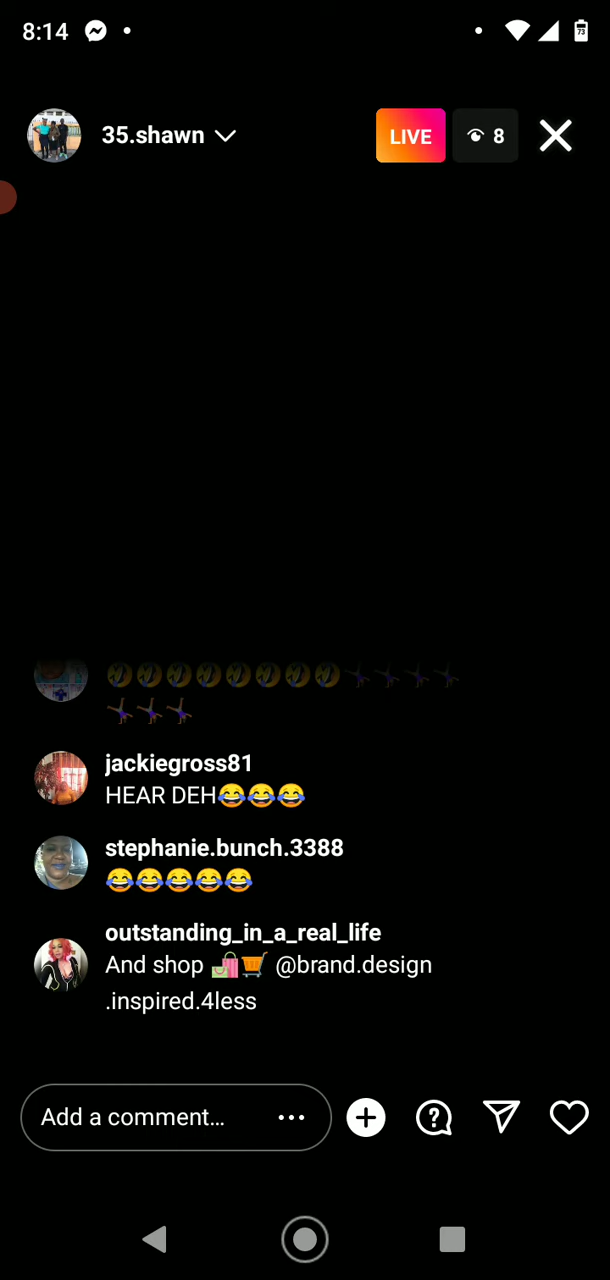 8:14
73
35.shawn
LIVE
8
🤣🤣🤣🤣🤣🤣🤣🤣🤸🏾‍♀️🤸🏾‍♀️🤸🏾‍♀️🤸🏾‍♀️
🤸🏾‍♀️🤸🏾‍♀️🤸🏾‍♀️
jackiegross81
HEAR DEH😂😂😂
stephanie.bunch.3388
😂😂😂😂😂
outstanding_in_a_real_life
And shop 🛍️🛒 @brand.design
.inspired.4less
Add a comment...